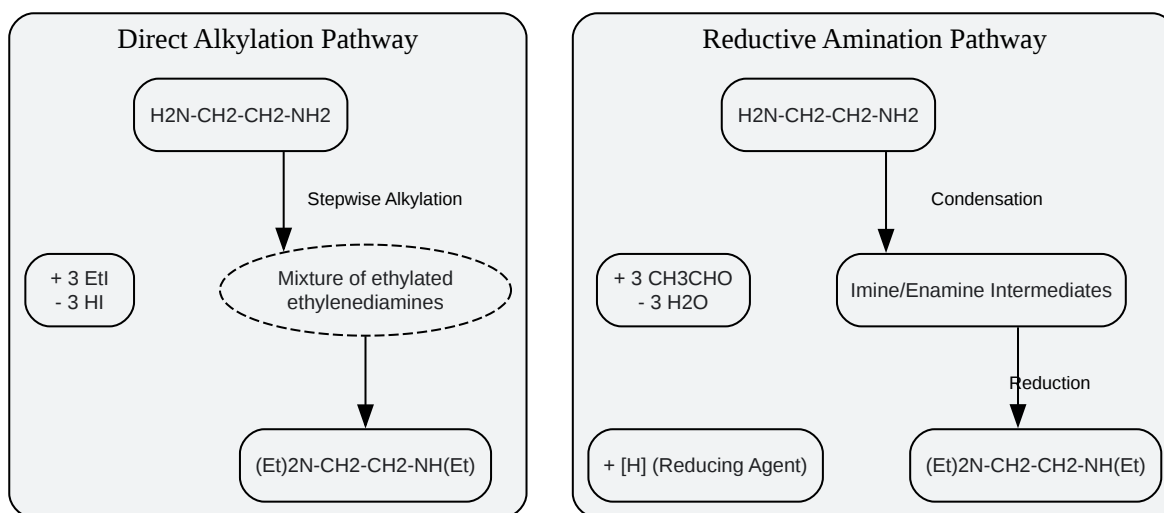 Direct Alkylation Pathway
H2N-CH2-CH2-NH2
Stepwise Alkylation
+ 3 EtI
- 3 HI
Mixture of ethylated
ethylenediamines
(Et)2N-CH2-CH2-NH(Et)
Reductive Amination Pathway
H2N-CH2-CH2-NH2
Condensation
+ 3 CH3CHO
- 3 H2O
Imine/Enamine Intermediates
Reduction
+ [H] (Reducing Agent)
(Et)2N-CH2-CH2-NH(Et)